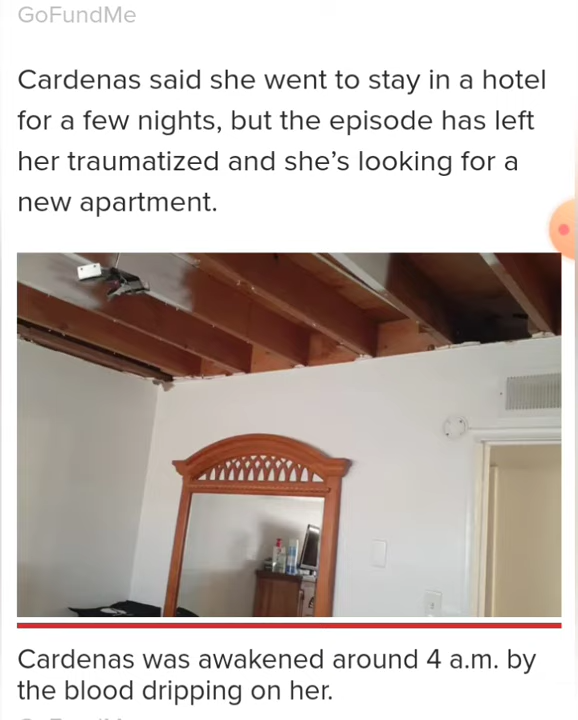 GoFundMe
Cardenas said she went to stay in a hotel
for a few nights, but the episode has left
her traumatized and she’s looking for a
new apartment.
Cardenas was awakened around 4 a.m. by
the blood dripping on her.